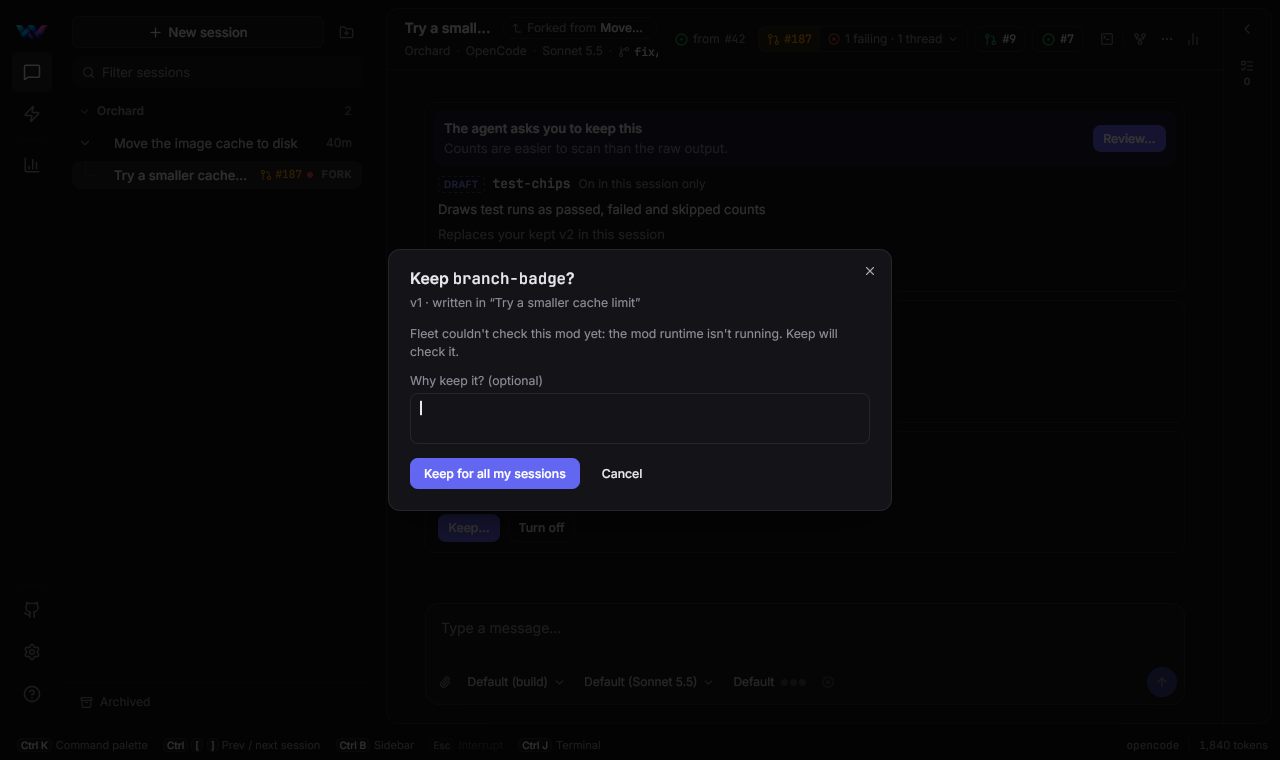 New session
Filter sessions
Orchard 2
Move the image cache to disk 40m
Try a smaller cache... #187 FORK
Archived
Try a small... Forked from Move...
Orchard · OpenCode · Sonnet 5.5 · fix/
from #42 #187 1 failing · 1 thread #9 #7
0
The agent asks you to keep this
Counts are easier to scan than the raw output.
Review...
DRAFT test-chips On in this session only
Draws test runs as passed, failed and skipped counts
Replaces your kept v2 in this session
Keep branch-badge?
v1 · written in “Try a smaller cache limit”
Fleet couldn't check this mod yet: the mod runtime isn't running. Keep will
check it.
Why keep it? (optional)
Keep for all my sessions Cancel
Keep... Turn off
Type a message...
Default (build) Default (Sonnet 5.5) Default
Ctrl K Command palette Ctrl [ ] Prev / next session Ctrl B Sidebar Esc Interrupt Ctrl J Terminal
opencode 1,840 tokens